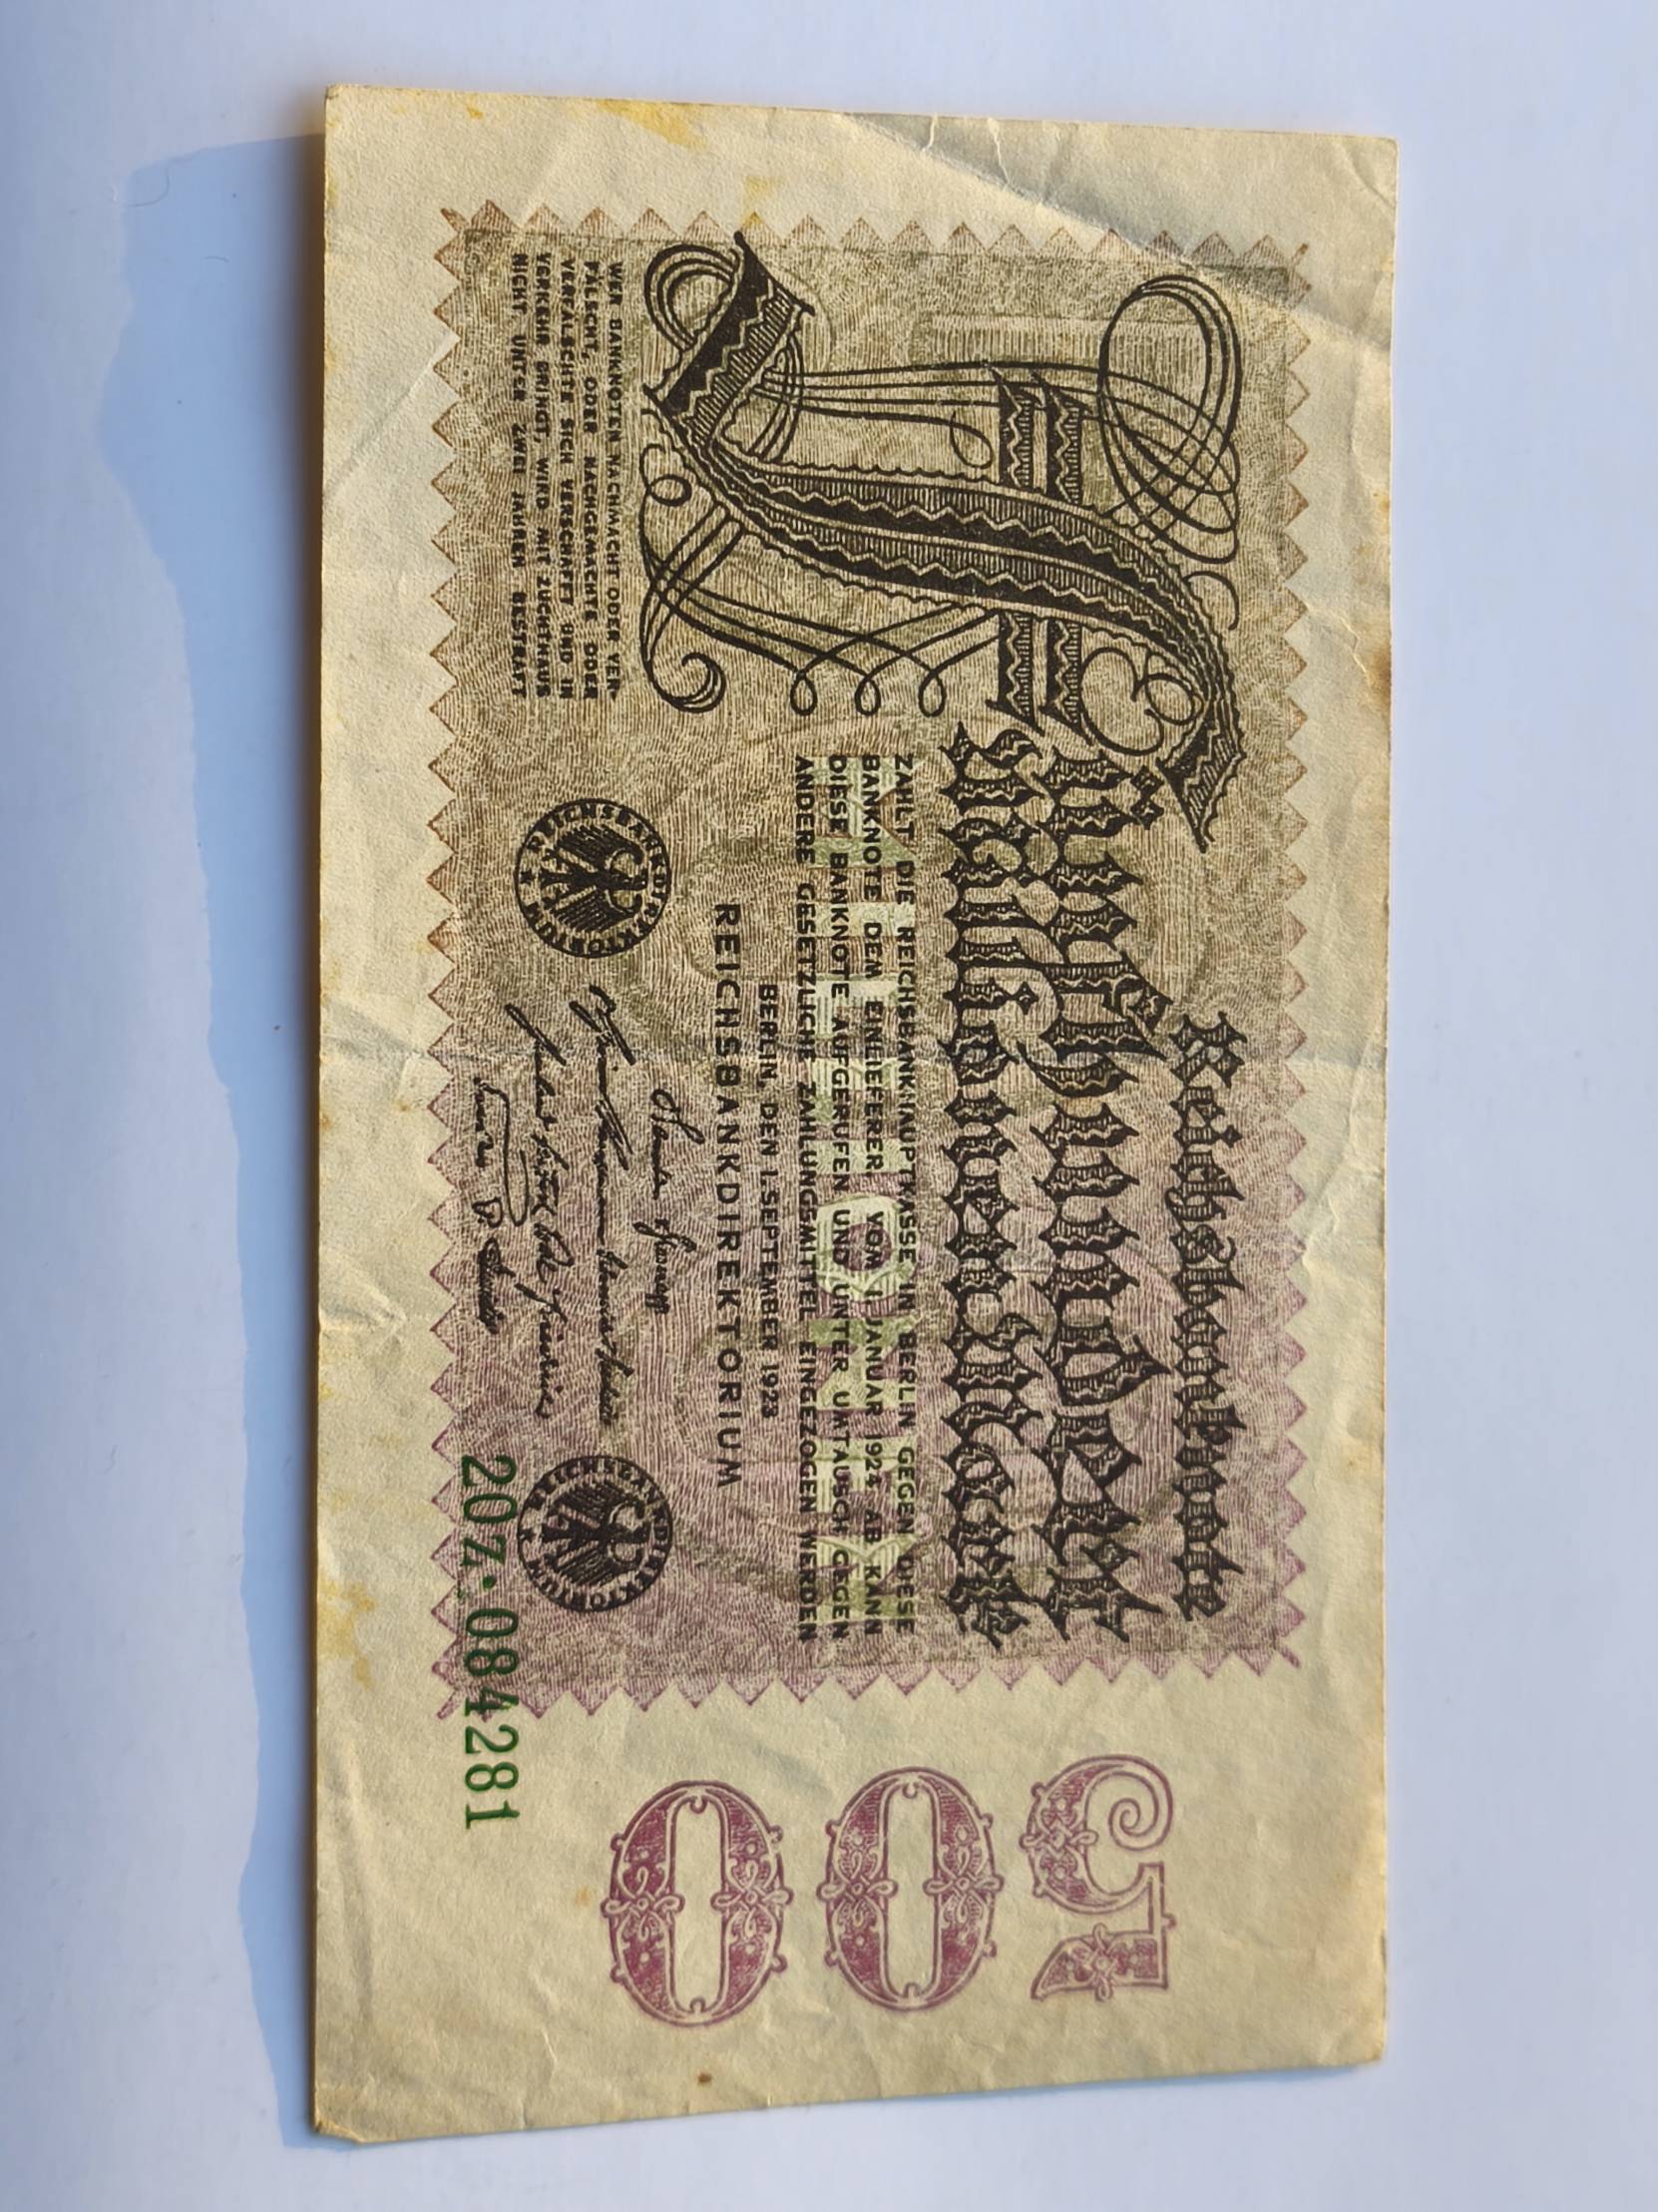 Reichsbanknote
Fünfhundert
Millionen Mark
ZAHLT DIE REICHSBANKHAUPTKASSE IN BERLIN GEGEN DIESE
BANKNOTE DEM EINLIEFERER. VOM 1. JANUAR 1924 AB KANN
DIESE BANKNOTE AUFGERUFEN UND UNTER UMTAUSCH GEGEN
ANDERE GESETZLICHE ZAHLUNGSMITTEL EINGEZOGEN WERDEN
MILLIONEN
BERLIN, DEN 1. SEPTEMBER 1923
REICHSBANKDIREKTORIUM
WER BANKNOTEN NACHMACHT ODER VER-
FÄLSCHT, ODER NACHGEMACHTE ODER
VERFÄLSCHTE SICH VERSCHAFFT UND IN
VERKEHR BRINGT, WIRD MIT ZUCHTHAUS
NICHT UNTER ZWEI JAHREN BESTRAFT
REICHSBANKDIREKTORIUM
REICHSBANKDIREKTORIUM
20Z·084281
500